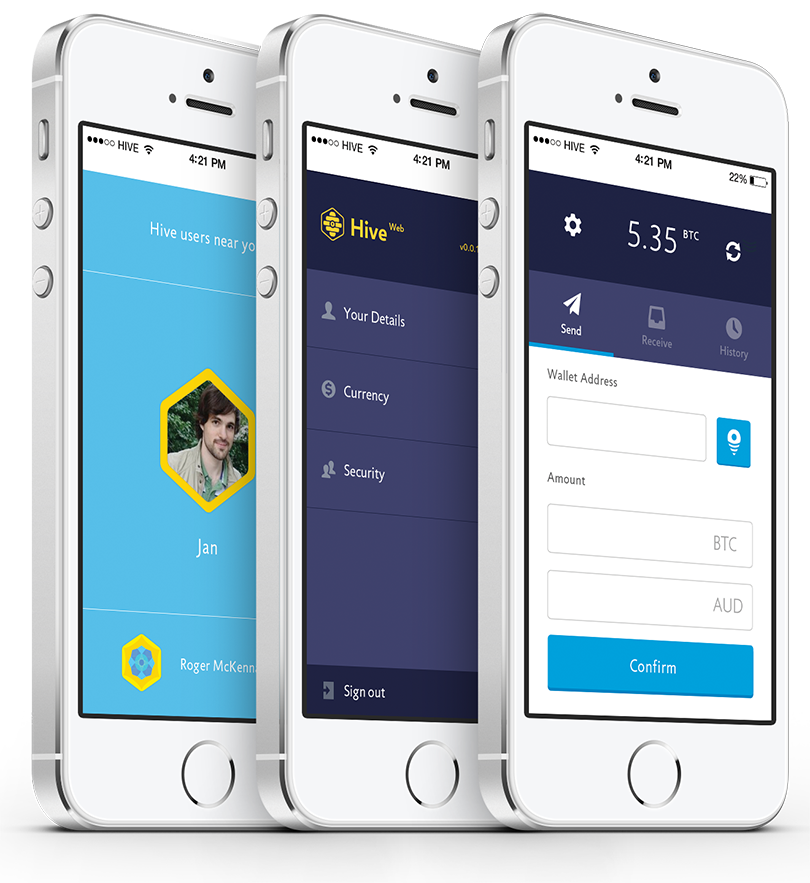 HIVE
4:21 PM
Hive users near yo
Jan
Roger McKenn
HIVE
4:21 PM
Hive Web
v0.0.1
Your Details
Currency
Security
Sign out
HIVE
4:21 PM
22%
5.35 BTC
Send
Receive
History
Wallet Address
Amount
BTC
AUD
Confirm